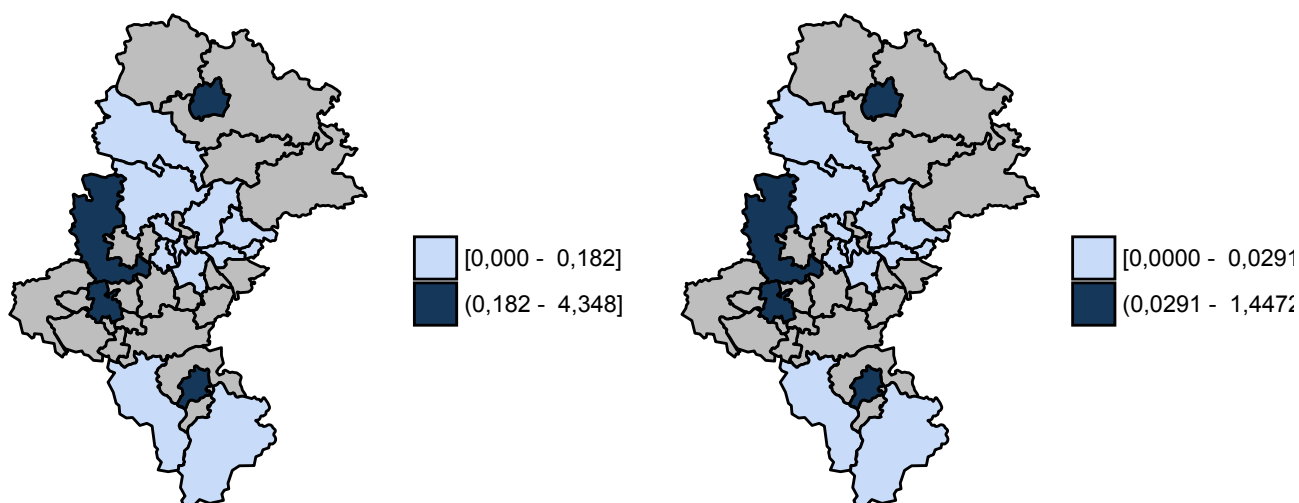 [0,000 - 0,182]
(0,182 - 4,348]
[0,0000 - 0,0291
(0,0291 - 1,4472